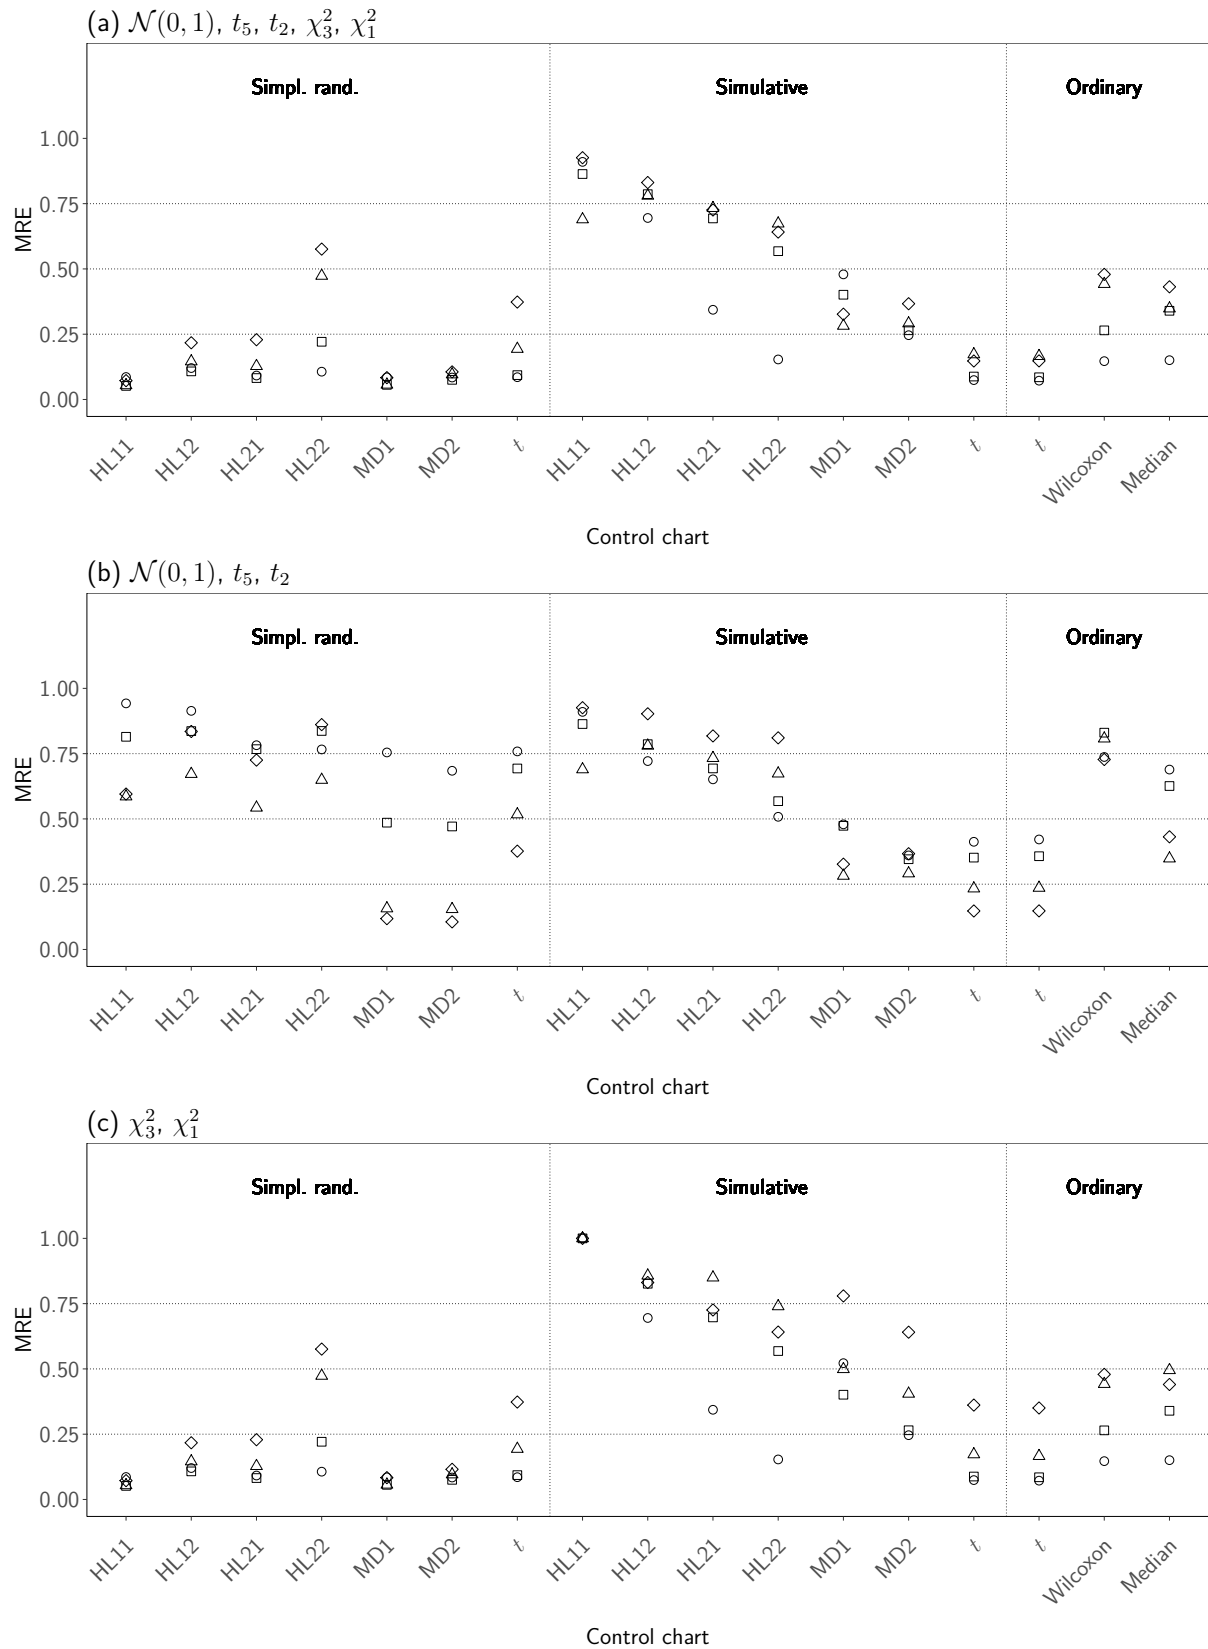 (a) 𝒩(0, 1), t₅, t₂, χ²₃, χ²₁
Simpl. rand. Simulative Ordinary
1.00
0.75
0.50
0.25
0.00
MRE
HL11 HL12 HL21 HL22 MD1 MD2 t HL11 HL12 HL21 HL22 MD1 MD2 t t Wilcoxon Median
Control chart
(b) 𝒩(0, 1), t₅, t₂
Simpl. rand. Simulative Ordinary
1.00
0.75
0.50
0.25
0.00
MRE
HL11 HL12 HL21 HL22 MD1 MD2 t HL11 HL12 HL21 HL22 MD1 MD2 t t Wilcoxon Median
Control chart
(c) χ²₃, χ²₁
Simpl. rand. Simulative Ordinary
1.00
0.75
0.50
0.25
0.00
MRE
HL11 HL12 HL21 HL22 MD1 MD2 t HL11 HL12 HL21 HL22 MD1 MD2 t t Wilcoxon Median
Control chart